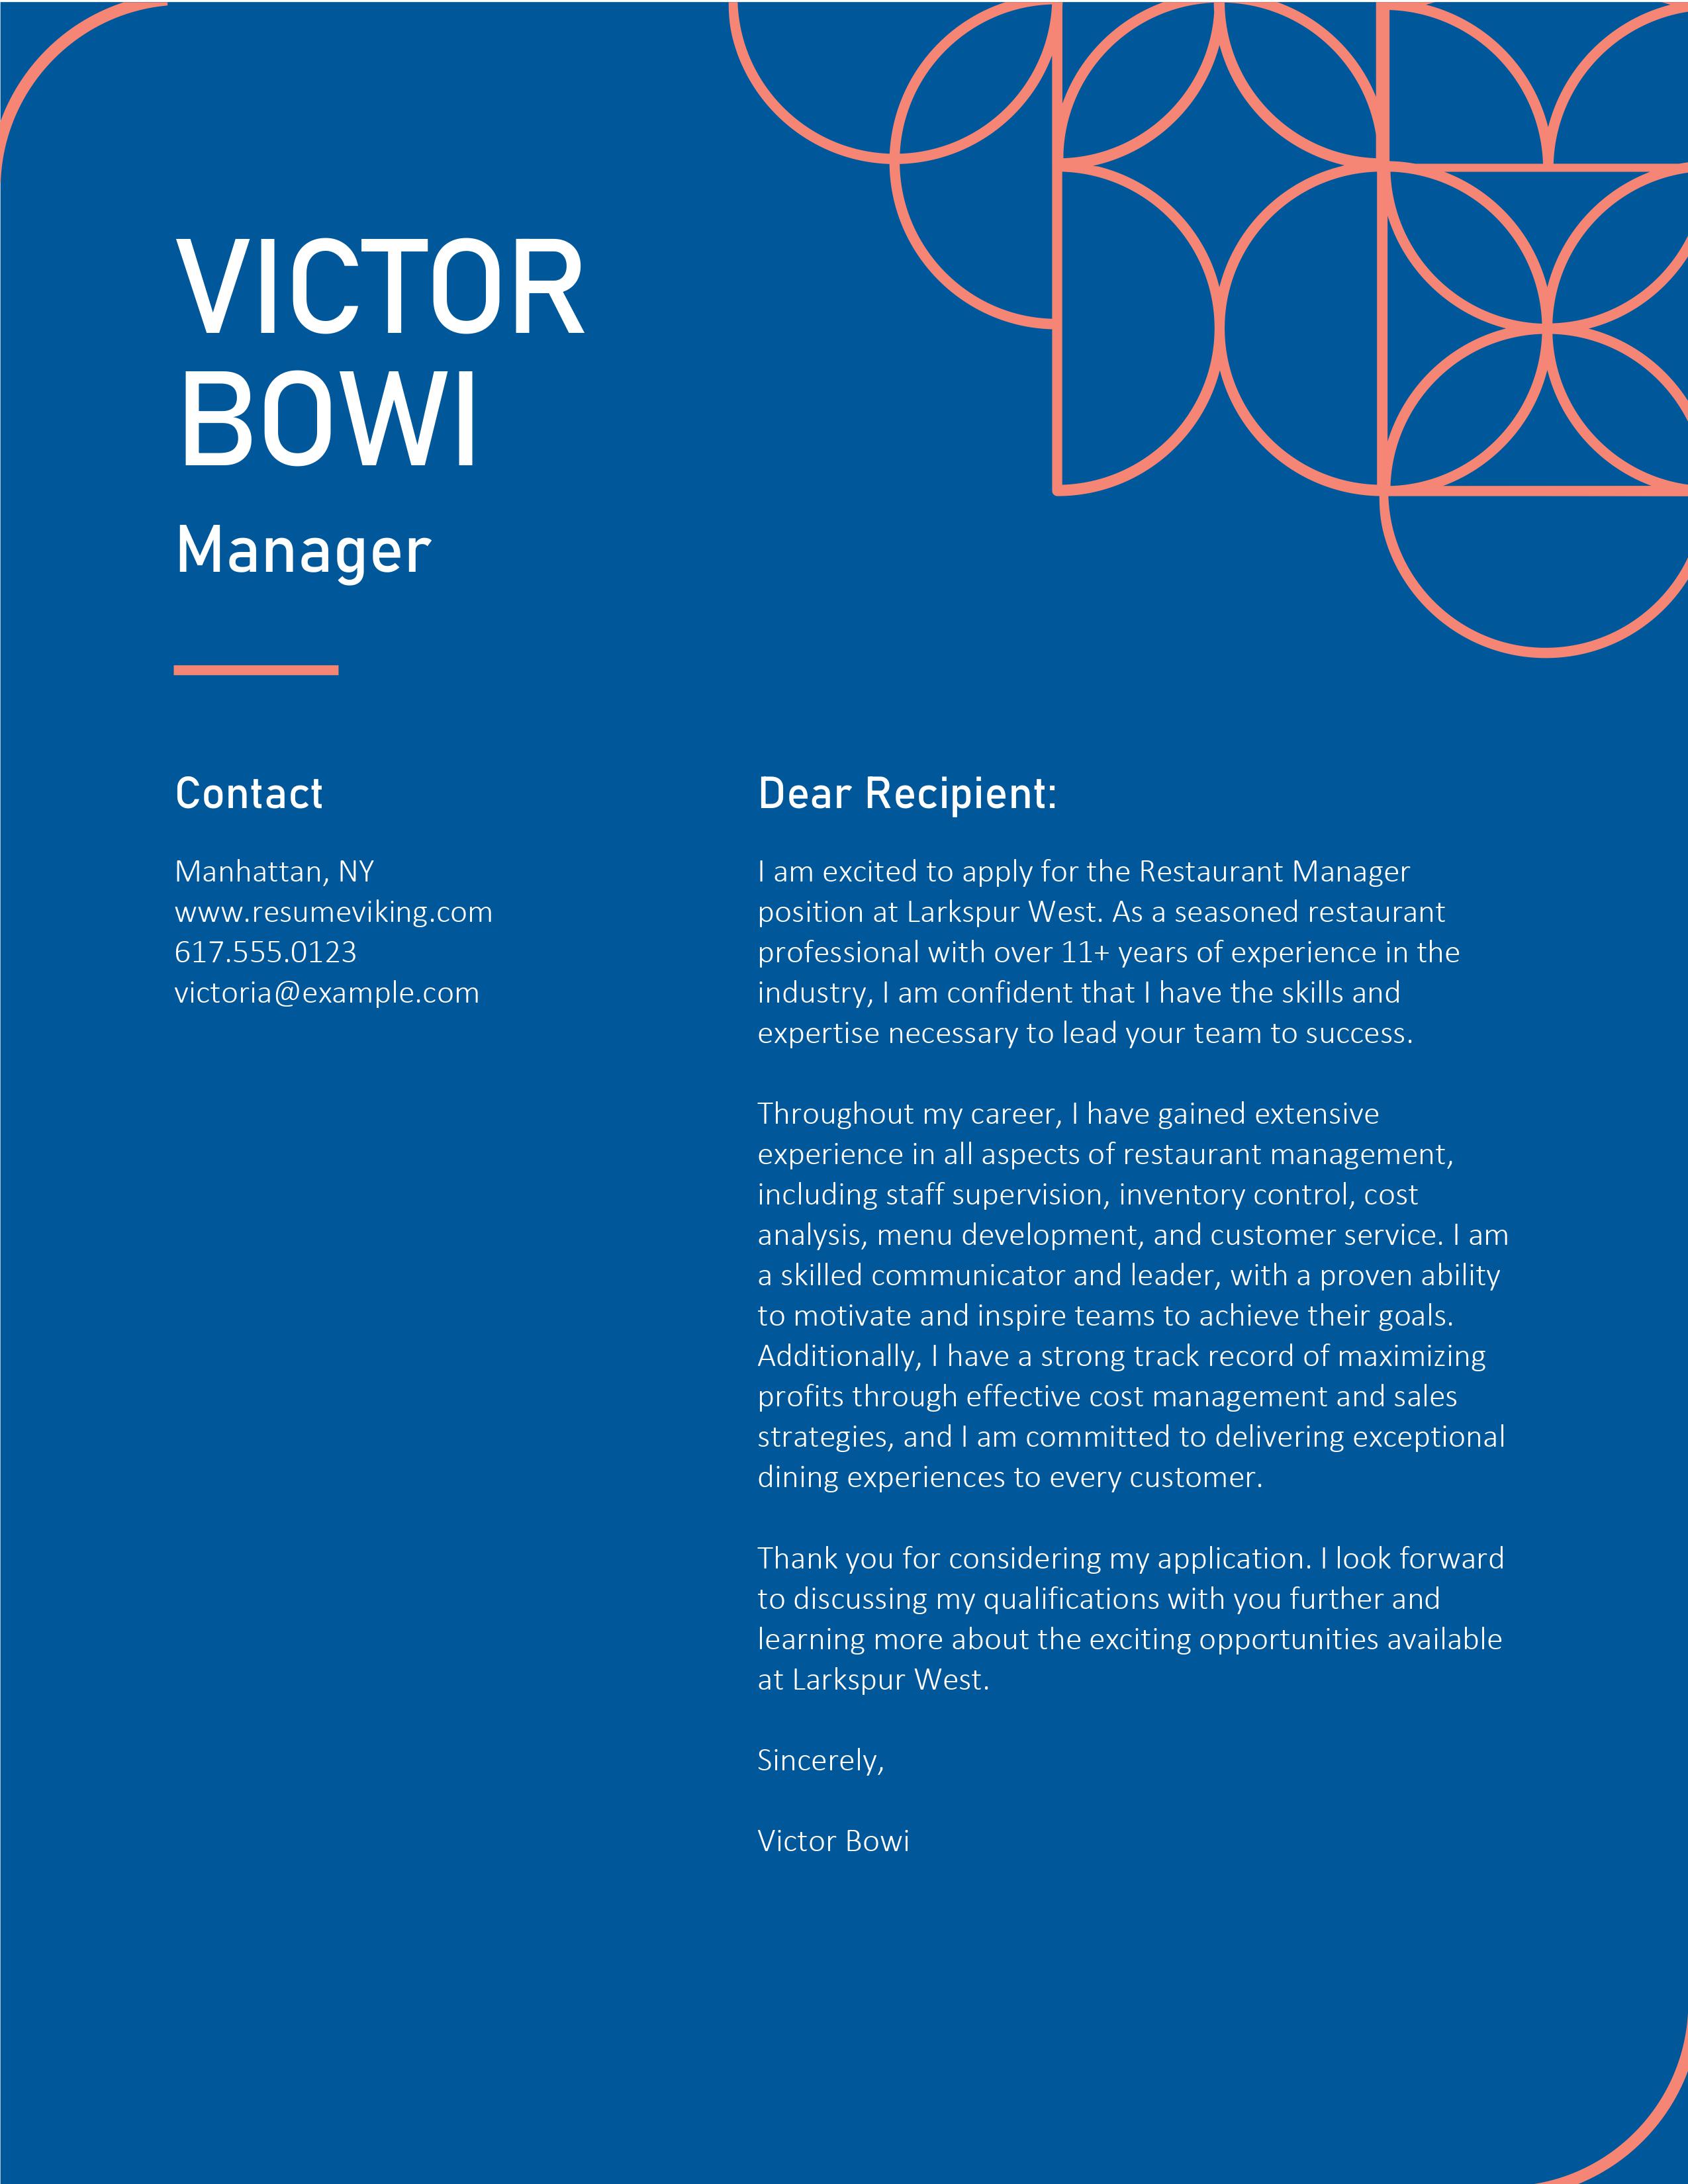 VICTOR
BOWI
Manager
Contact
Manhattan, NY
www.resumeviking.com
617.555.0123
victoria@example.com
Dear Recipient:
I am excited to apply for the Restaurant Manager
position at Larkspur West. As a seasoned restaurant
professional with over 11+ years of experience in the
industry, I am confident that I have the skills and
expertise necessary to lead your team to success.
Throughout my career, I have gained extensive
experience in all aspects of restaurant management,
including staff supervision, inventory control, cost
analysis, menu development, and customer service. I am
a skilled communicator and leader, with a proven ability
to motivate and inspire teams to achieve their goals.
Additionally, I have a strong track record of maximizing
profits through effective cost management and sales
strategies, and I am committed to delivering exceptional
dining experiences to every customer.
Thank you for considering my application. I look forward
to discussing my qualifications with you further and
learning more about the exciting opportunities available
at Larkspur West.
Sincerely,
Victor Bowi